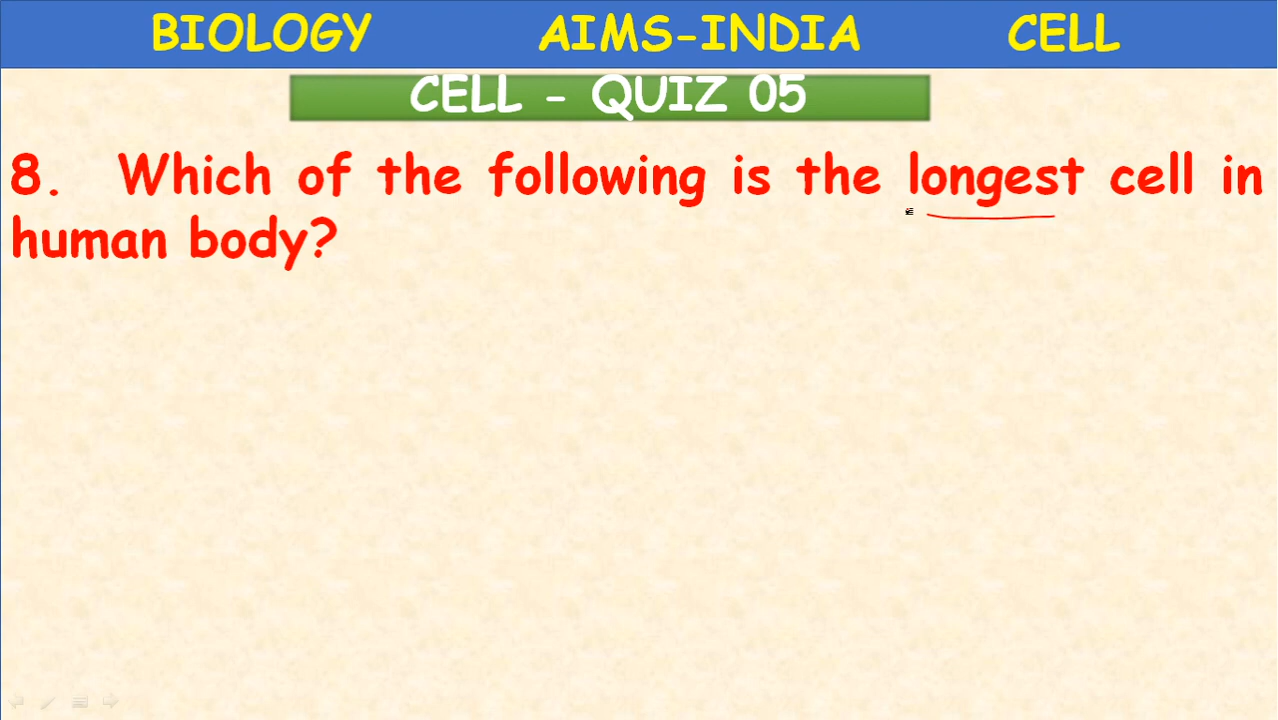 BIOLOGY AIMS-INDIA CELL
CELL - QUIZ 05
8. Which of the following is the longest cell in
human body?